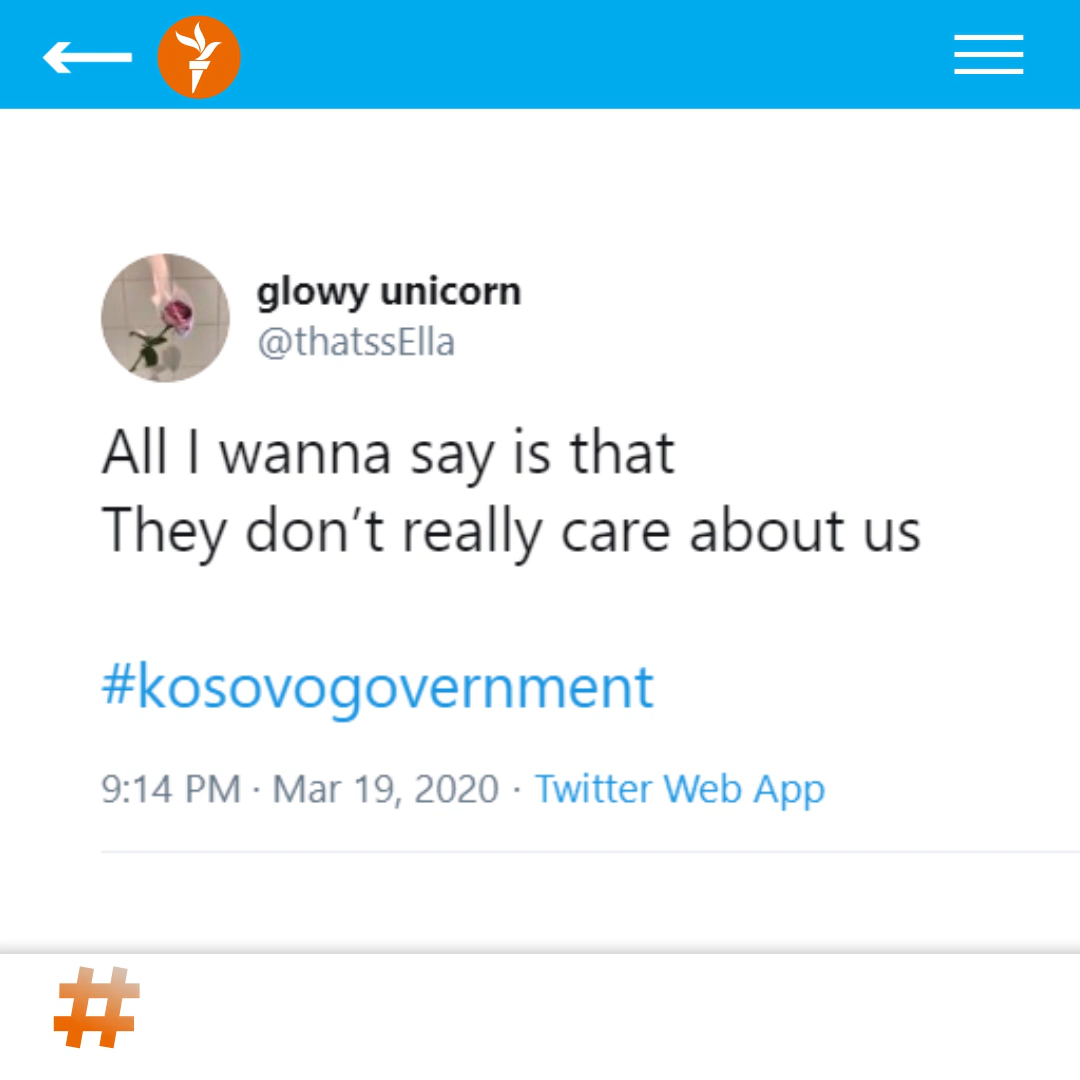 glowy unicorn
@thatssElla
All I wanna say is that
They don't really care about us
#kosovogovernment
9:14 PM · Mar 19, 2020 · Twitter Web App
#